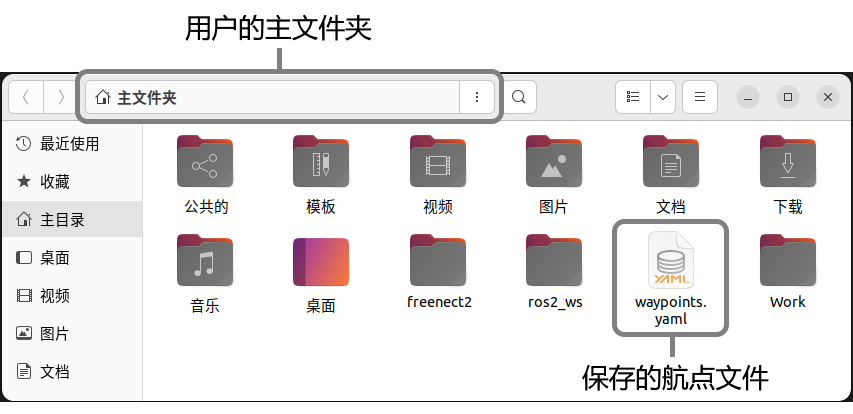 用户的主文件夹
主文件夹
最近使用
收藏
主目录
桌面
视频
图片
文档
公共的
模板
视频
图片
文档
下载
音乐
桌面
freenect2
ros2_ws
YAML
waypoints.
yaml
Work
保存的航点文件